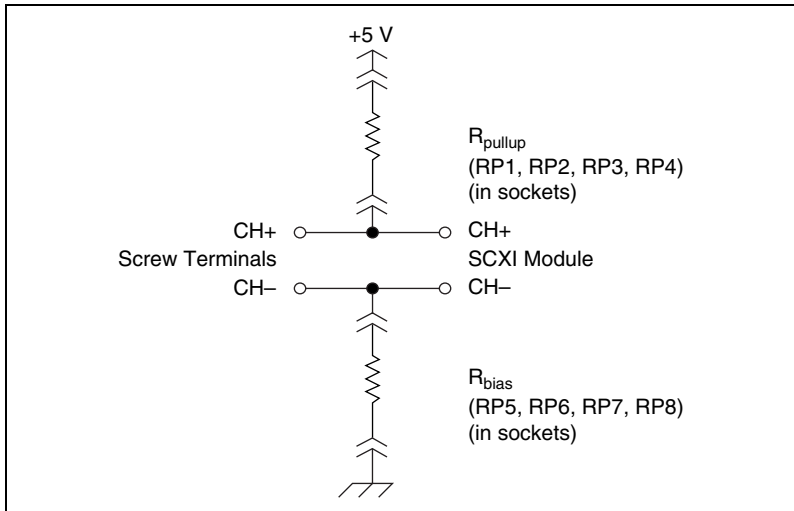 +5 V
Rpullup
(RP1, RP2, RP3, RP4)
(in sockets)
CH+ CH+
Screw Terminals SCXI Module
CH– CH–
Rbias
(RP5, RP6, RP7, RP8)
(in sockets)